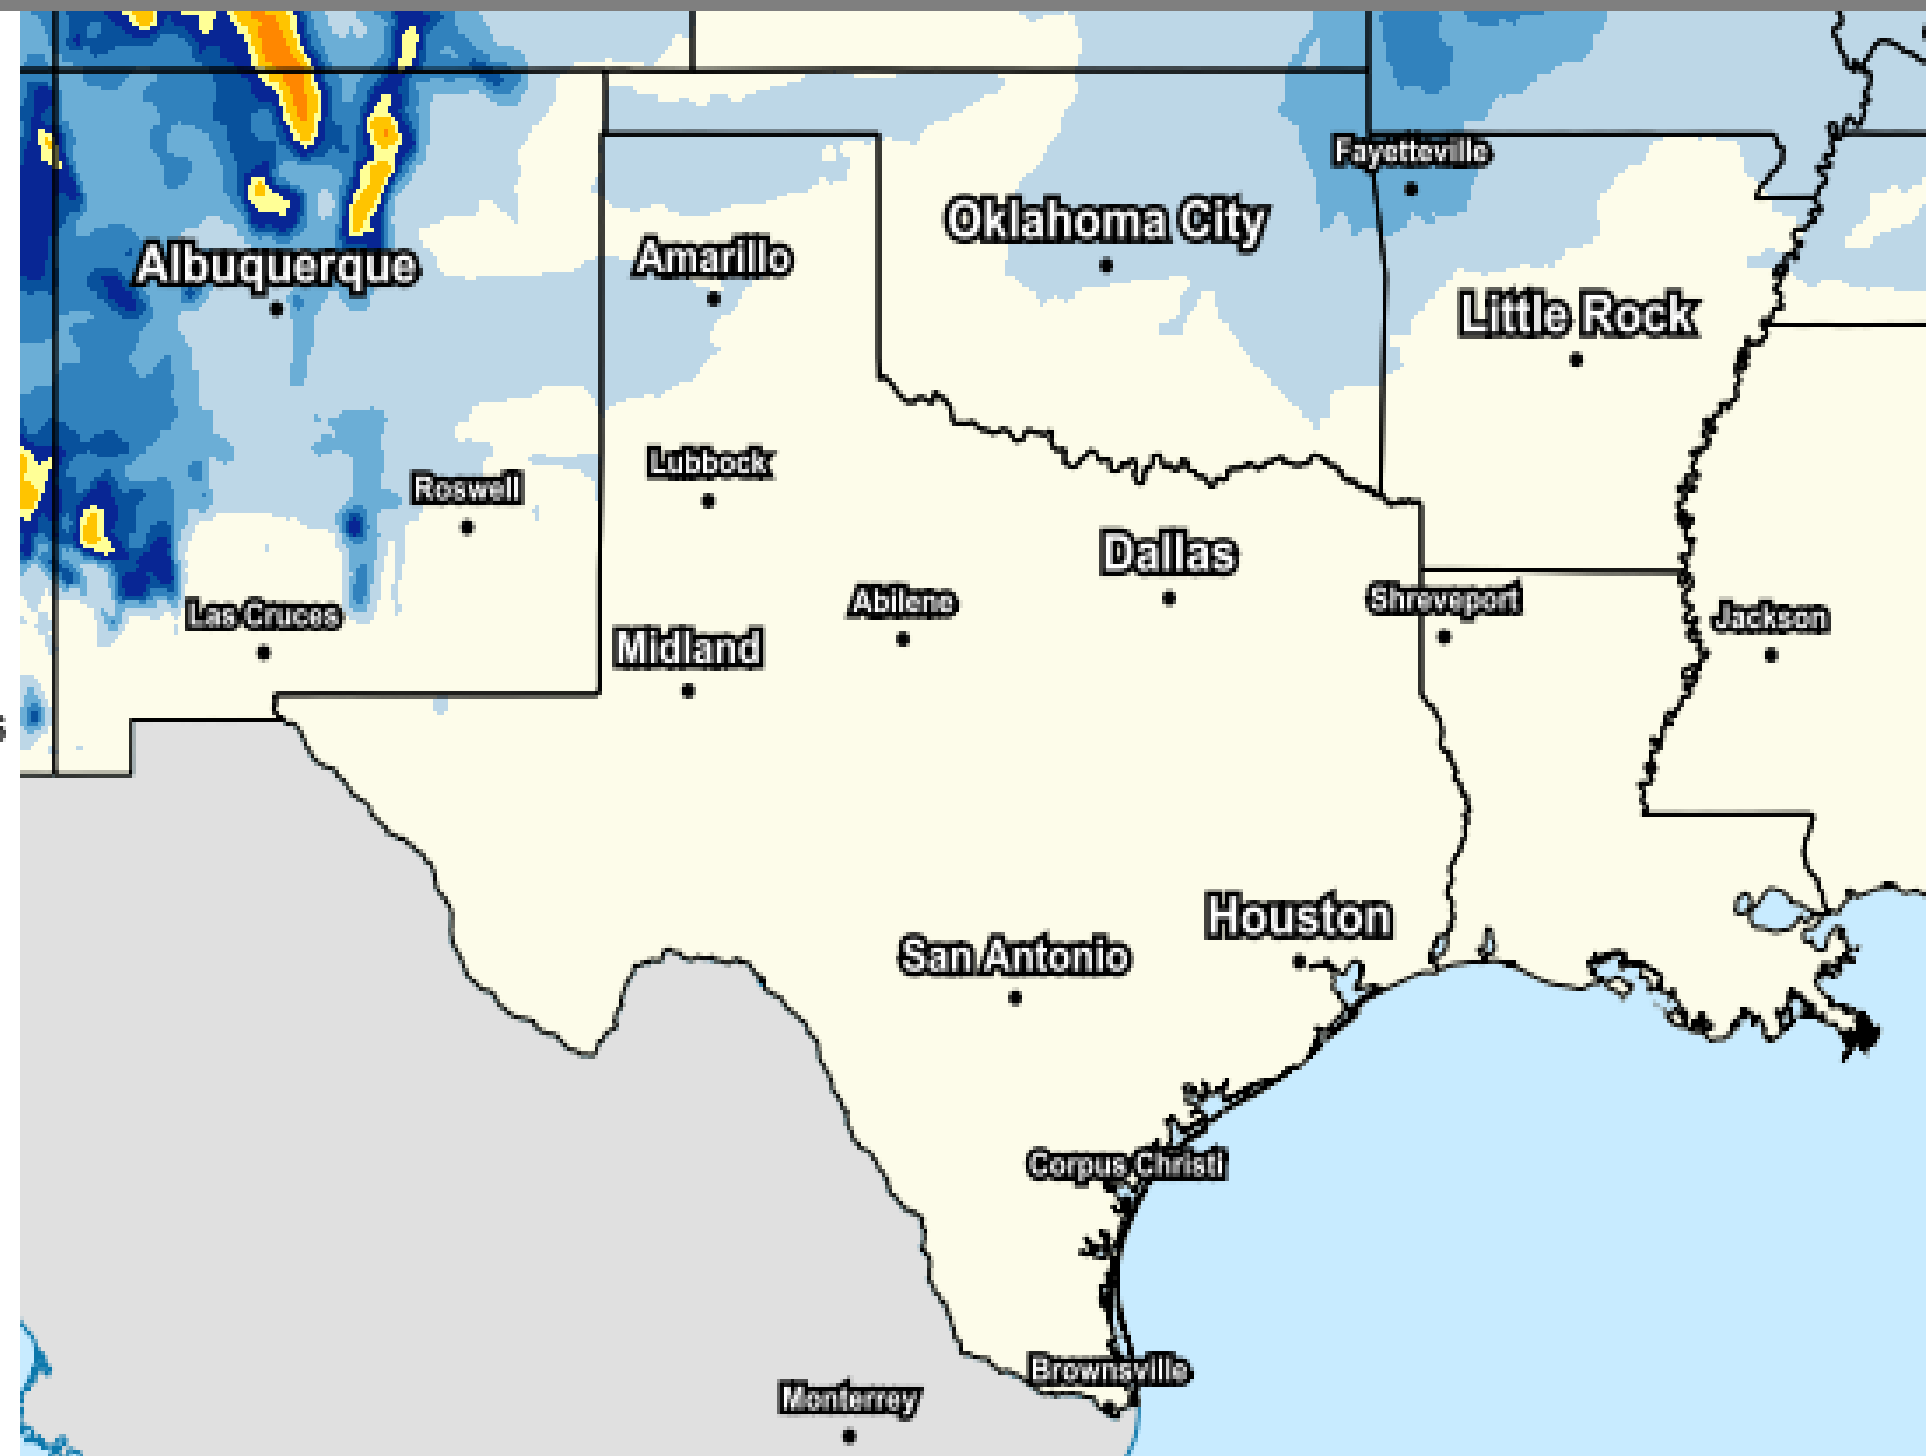 Fayetteville
Oklahoma City
Albuquerque
Amarillo
Little Rock
Lubbock
Roswell
Dallas
Abilene
Shreveport
Las Cruces
Jackson
Midland
Houston
San Antonio
Corpus Christi
Brownsville
Monterrey